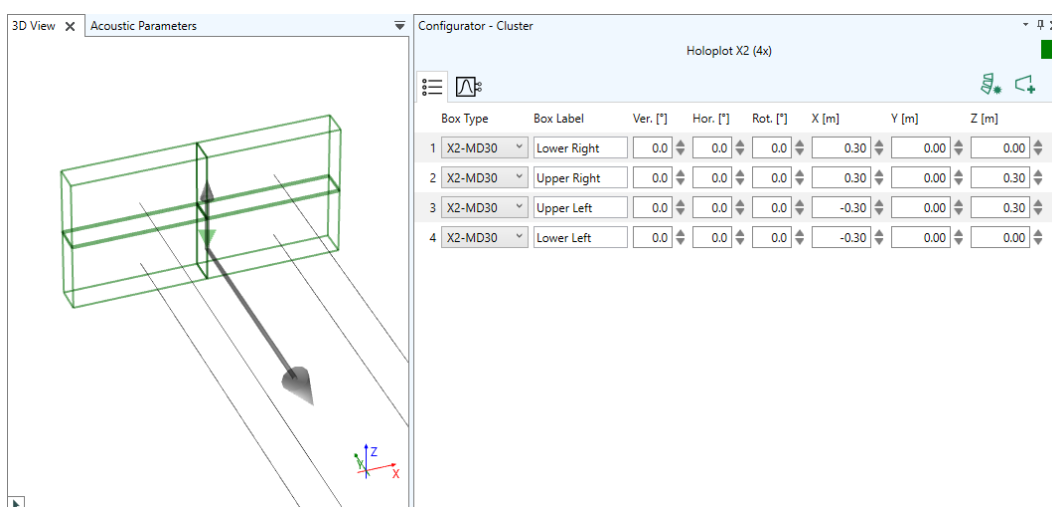 3D View X Acoustic Parameters
Configurator - Cluster
Holoplot X2 (4x)
Box Type Box Label Ver. [°] Hor. [°] Rot. [°] X [m] Y [m] Z [m]
1 X2-MD30 Lower Right 0.0 0.0 0.0 0.30 0.00 0.00
2 X2-MD30 Upper Right 0.0 0.0 0.0 0.30 0.00 0.30
3 X2-MD30 Upper Left 0.0 0.0 0.0 -0.30 0.00 0.30
4 X2-MD30 Lower Left 0.0 0.0 0.0 -0.30 0.00 0.00
Z
Y
X